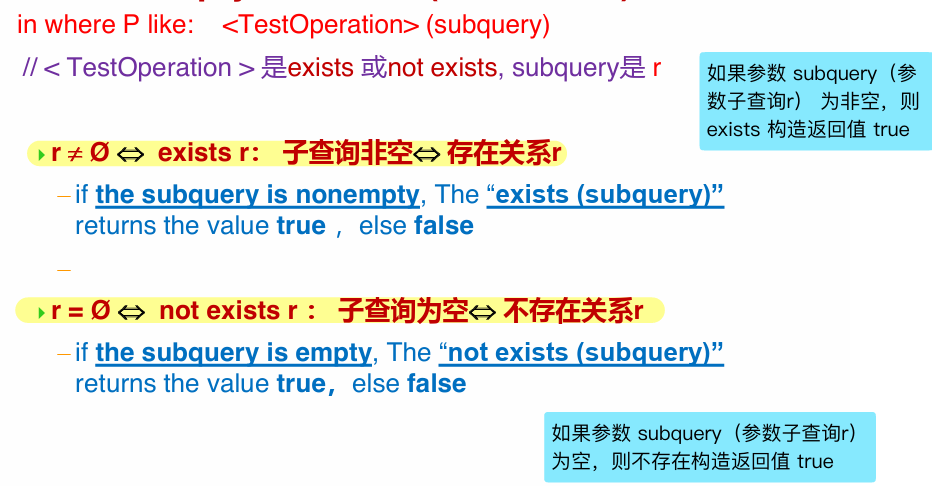 in where P like: <TestOperation> (subquery)
// < TestOperation > 是exists 或not exists, subquery是 r
如果参数 subquery（参
数子查询r） 为非空，则
exists 构造返回值 true
r ≠ Ø ⇔ exists r： 子查询非空⇔ 存在关系r
– if the subquery is nonempty, The “exists (subquery)”
returns the value true ，else false
–
r = Ø ⇔ not exists r ： 子查询为空⇔ 不存在关系r
– if the subquery is empty, The “not exists (subquery)”
returns the value true，else false
如果参数 subquery（参数子查询r）
为空，则不存在构造返回值 true